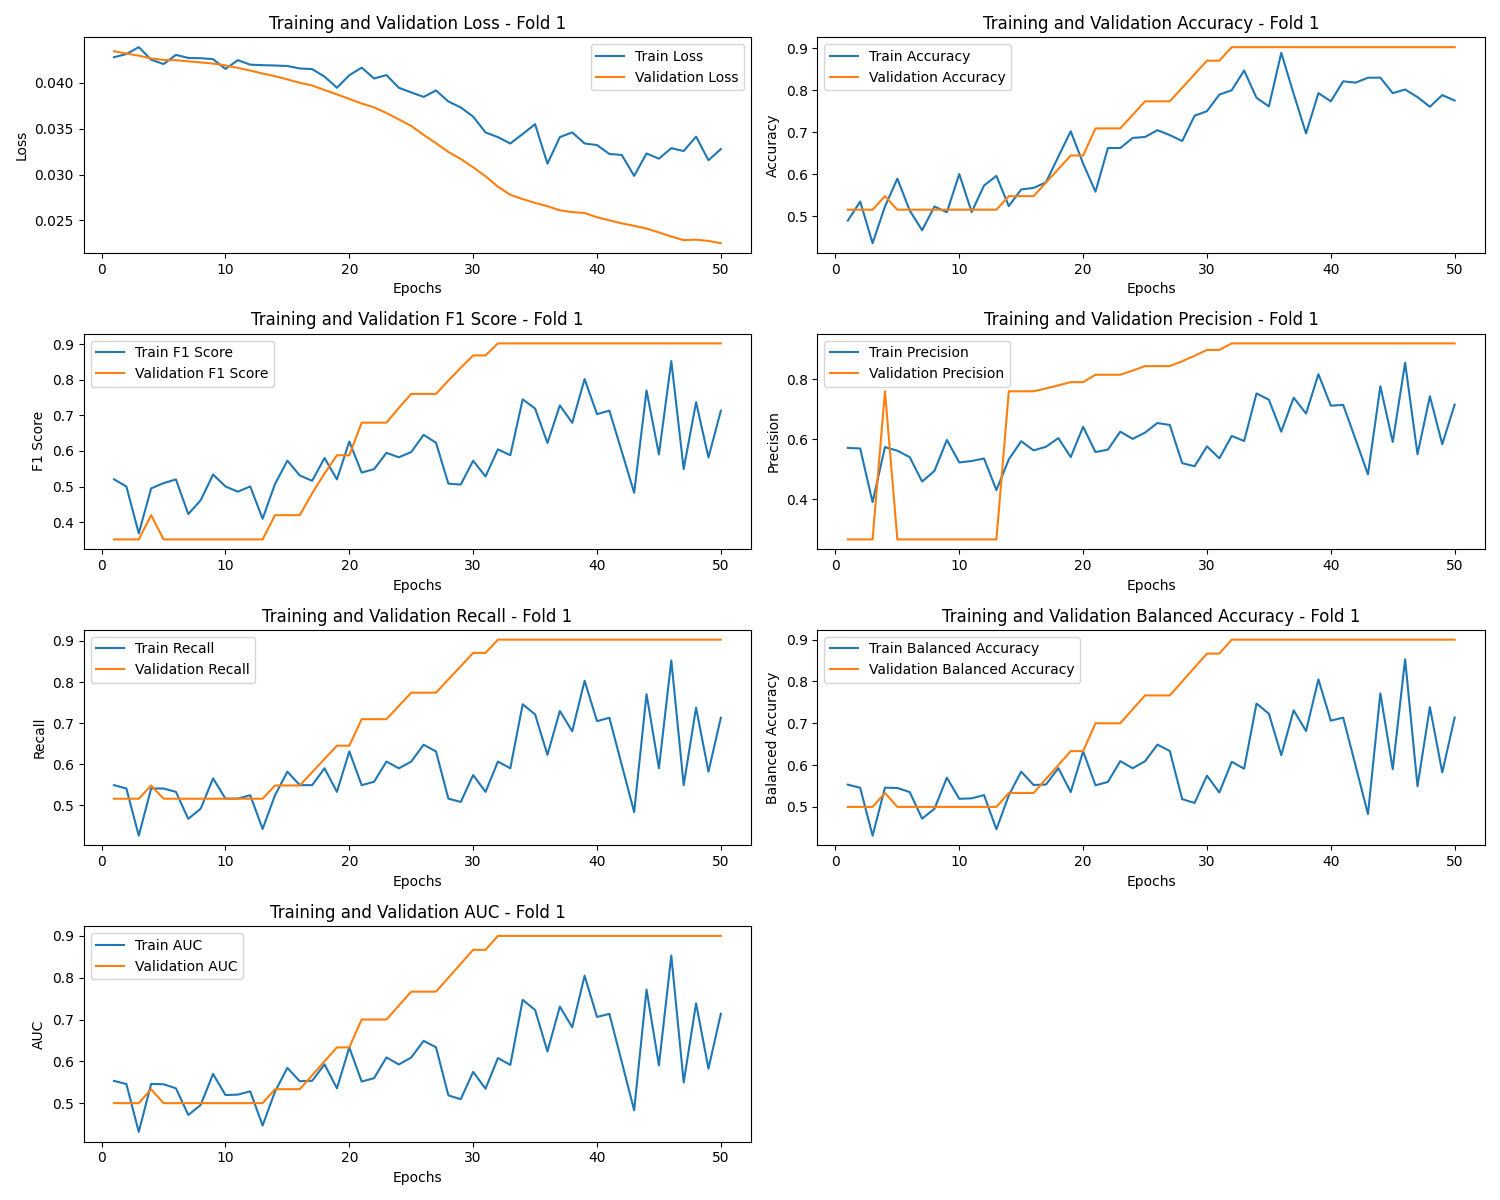 Training and Validation Loss - Fold 1
Train Loss
Validation Loss
0.040
0.035
0.030
0.025
Loss
0 10 20 30 40 50
Epochs
Training and Validation Accuracy - Fold 1
Train Accuracy
Validation Accuracy
0.9
0.8
0.7
0.6
0.5
Accuracy
0 10 20 30 40 50
Epochs
Training and Validation F1 Score - Fold 1
Train F1 Score
Validation F1 Score
0.9
0.8
0.7
0.6
0.5
0.4
F1 Score
0 10 20 30 40 50
Epochs
Training and Validation Precision - Fold 1
Train Precision
Validation Precision
0.8
0.6
0.4
Precision
0 10 20 30 40 50
Epochs
Training and Validation Recall - Fold 1
Train Recall
Validation Recall
0.9
0.8
0.7
0.6
0.5
Recall
0 10 20 30 40 50
Epochs
Training and Validation Balanced Accuracy - Fold 1
Train Balanced Accuracy
Validation Balanced Accuracy
0.9
0.8
0.7
0.6
0.5
Balanced Accuracy
0 10 20 30 40 50
Epochs
Training and Validation AUC - Fold 1
Train AUC
Validation AUC
0.9
0.8
0.7
0.6
0.5
AUC
0 10 20 30 40 50
Epochs